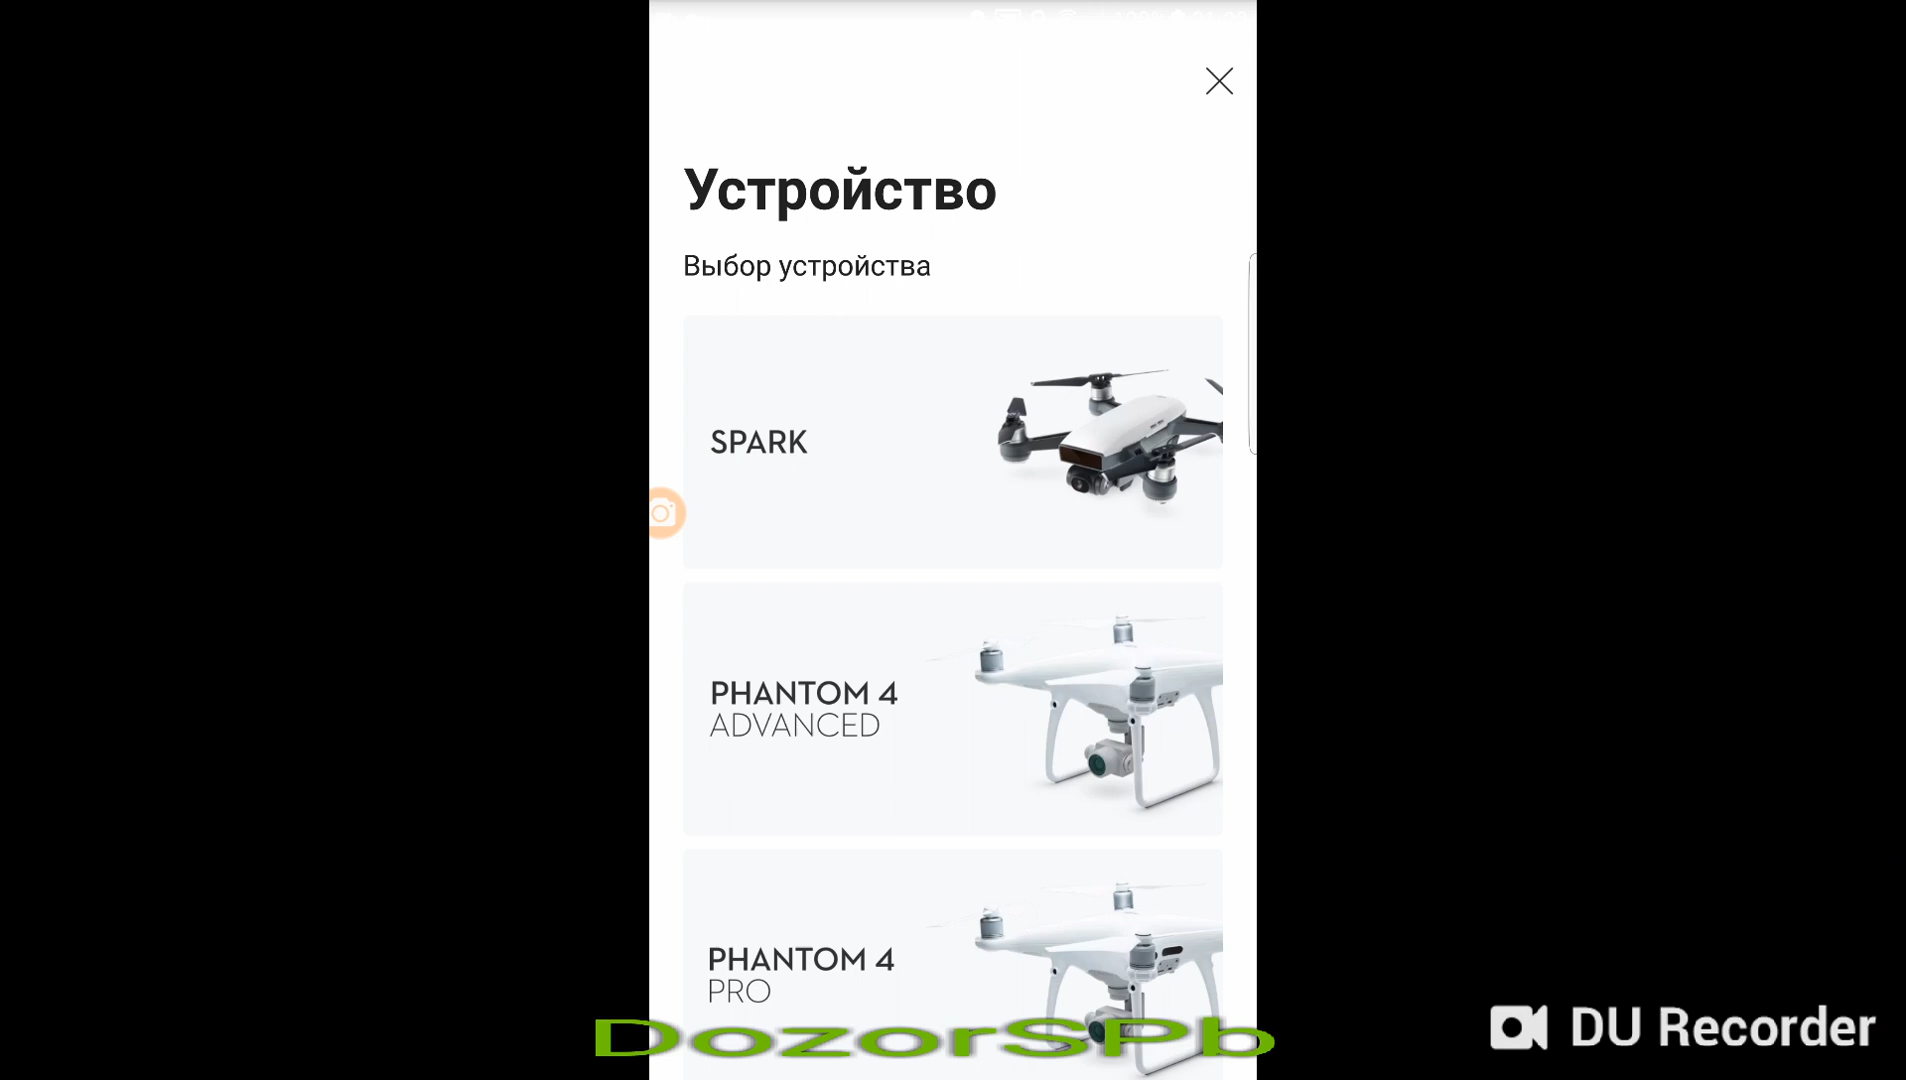 Устройство
Выбор устройства
SPARK
PHANTOM 4
ADVANCED
PHANTOM 4
PRO
DozorSPb
DU Recorder